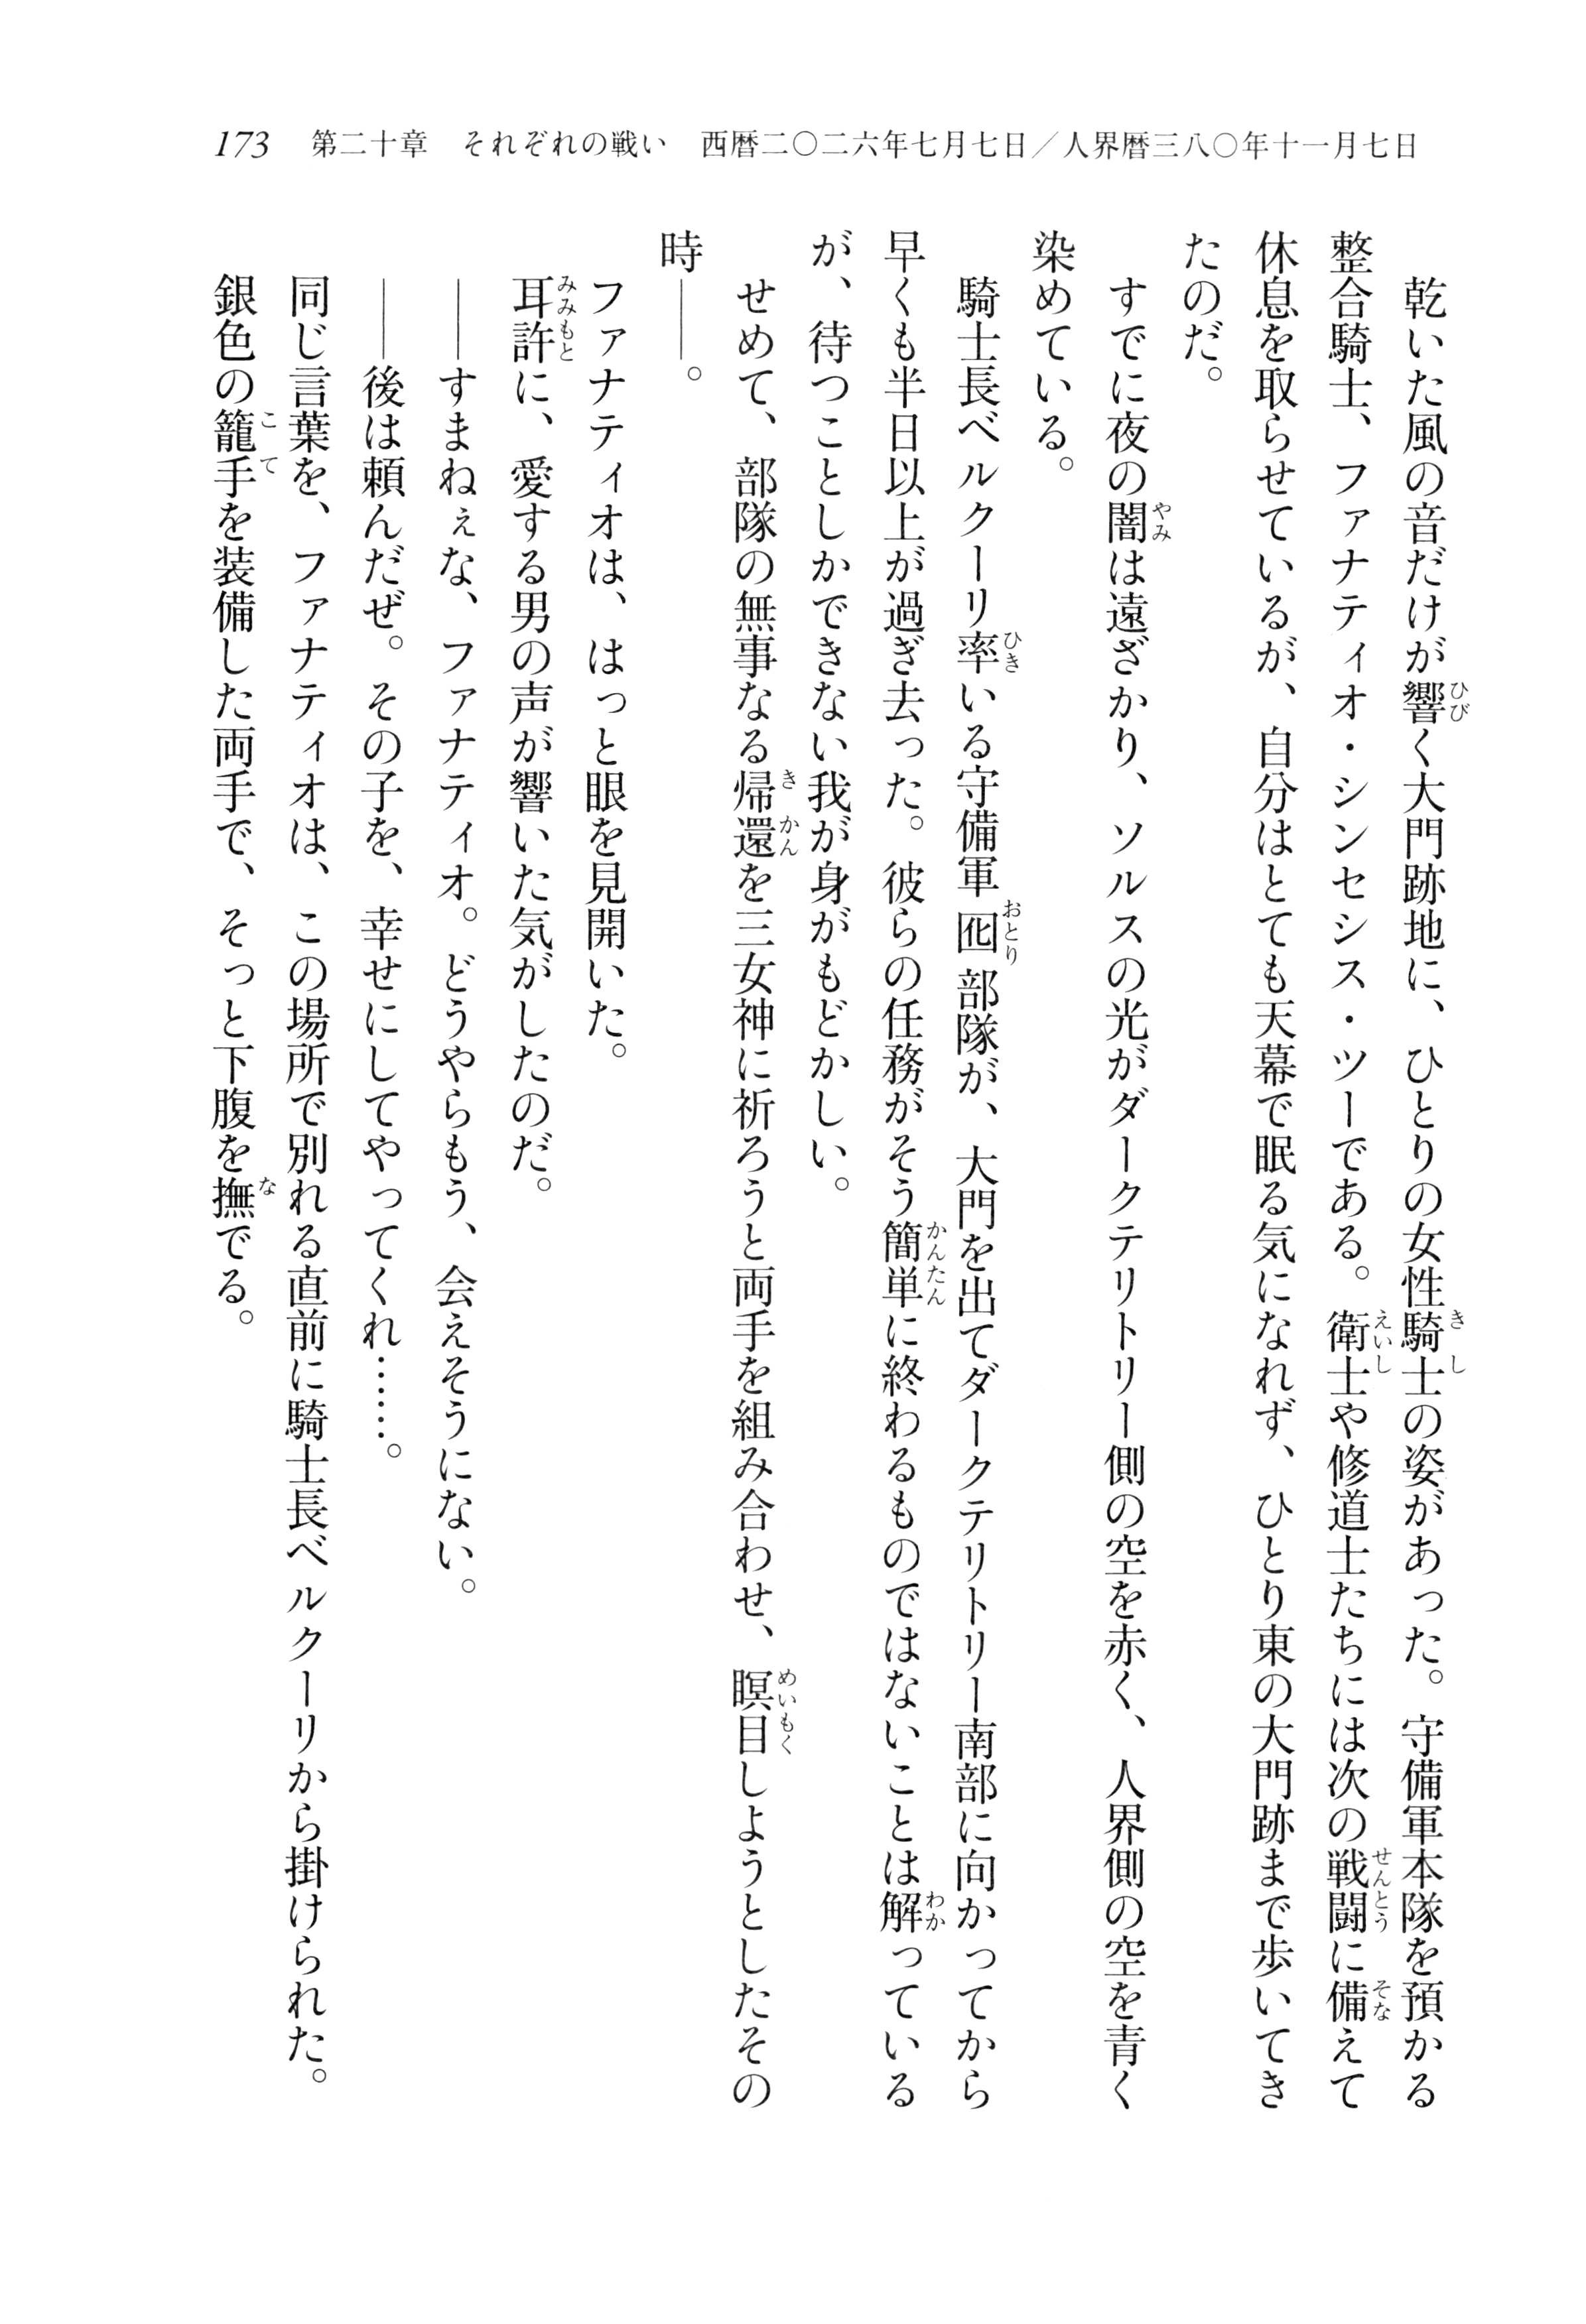 173 第二十章 それぞれの戦い 西暦二〇二六年七月七日／人界暦三八〇年十一月七日
乾いた風の音だけが響く大門跡地に、ひとりの女性騎士の姿があった。守備軍本隊を預かる
整合騎士、ファナティオ・シンセシス・ツーである。衛士や修道士たちには次の戦闘に備えて
休息を取らせているが、自分はとても天幕で眠る気になれず、ひとり東の大門跡まで歩いてき
たのだ。
すでに夜の闇は遠ざかり、ソルスの光がダークテリトリー側の空を赤く、人界側の空を青く
染めている。
騎士長ベルクーリ率いる守備軍囮部隊が、大門を出てダークテリトリー南部に向かってから
早くも半日以上が過ぎ去った。彼らの任務がそう簡単に終わるものではないことは解っている
が、待つことしかできない我が身がもどかしい。
せめて、部隊の無事なる帰還を三女神に祈ろうと両手を組み合わせ、瞑目しようとしたその
時――。
ファナティオは、はっと眼を見開いた。
耳許に、愛する男の声が響いた気がしたのだ。
――すまねぇな、ファナティオ。どうやらもう、会えそうにない。
――後は頼んだぜ。その子を、幸せにしてやってくれ……。
同じ言葉を、ファナティオは、この場所で別れる直前に騎士長ベルクーリから掛けられた。
銀色の籠手を装備した両手で、そっと下腹を撫でる。